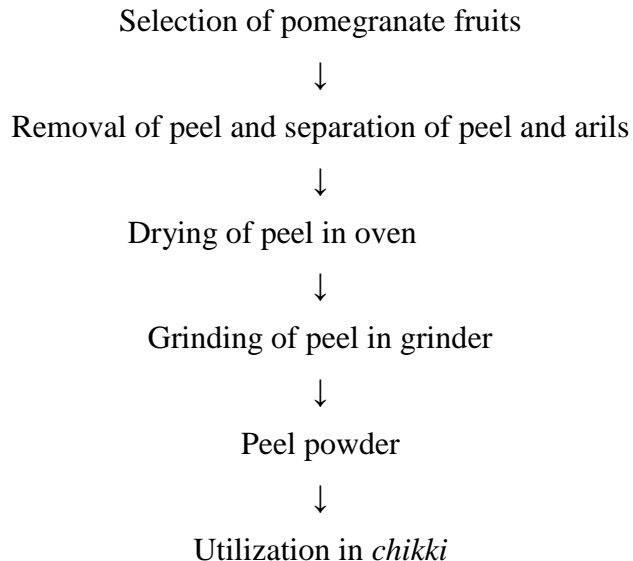 Selection of pomegranate fruits
↓
Removal of peel and separation of peel and arils
↓
Drying of peel in oven
↓
Grinding of peel in grinder
↓
Peel powder
↓
Utilization in chikki